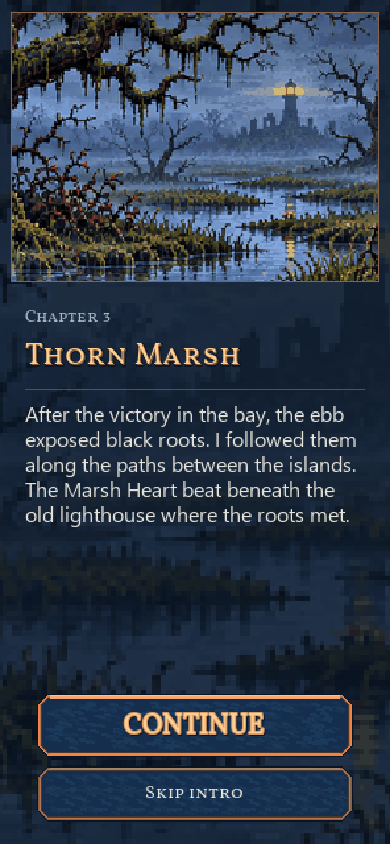 Chapter 3
Thorn Marsh
After the victory in the bay, the ebb
exposed black roots. I followed them
along the paths between the islands.
The Marsh Heart beat beneath the
old lighthouse where the roots met.
CONTINUE
Skip intro